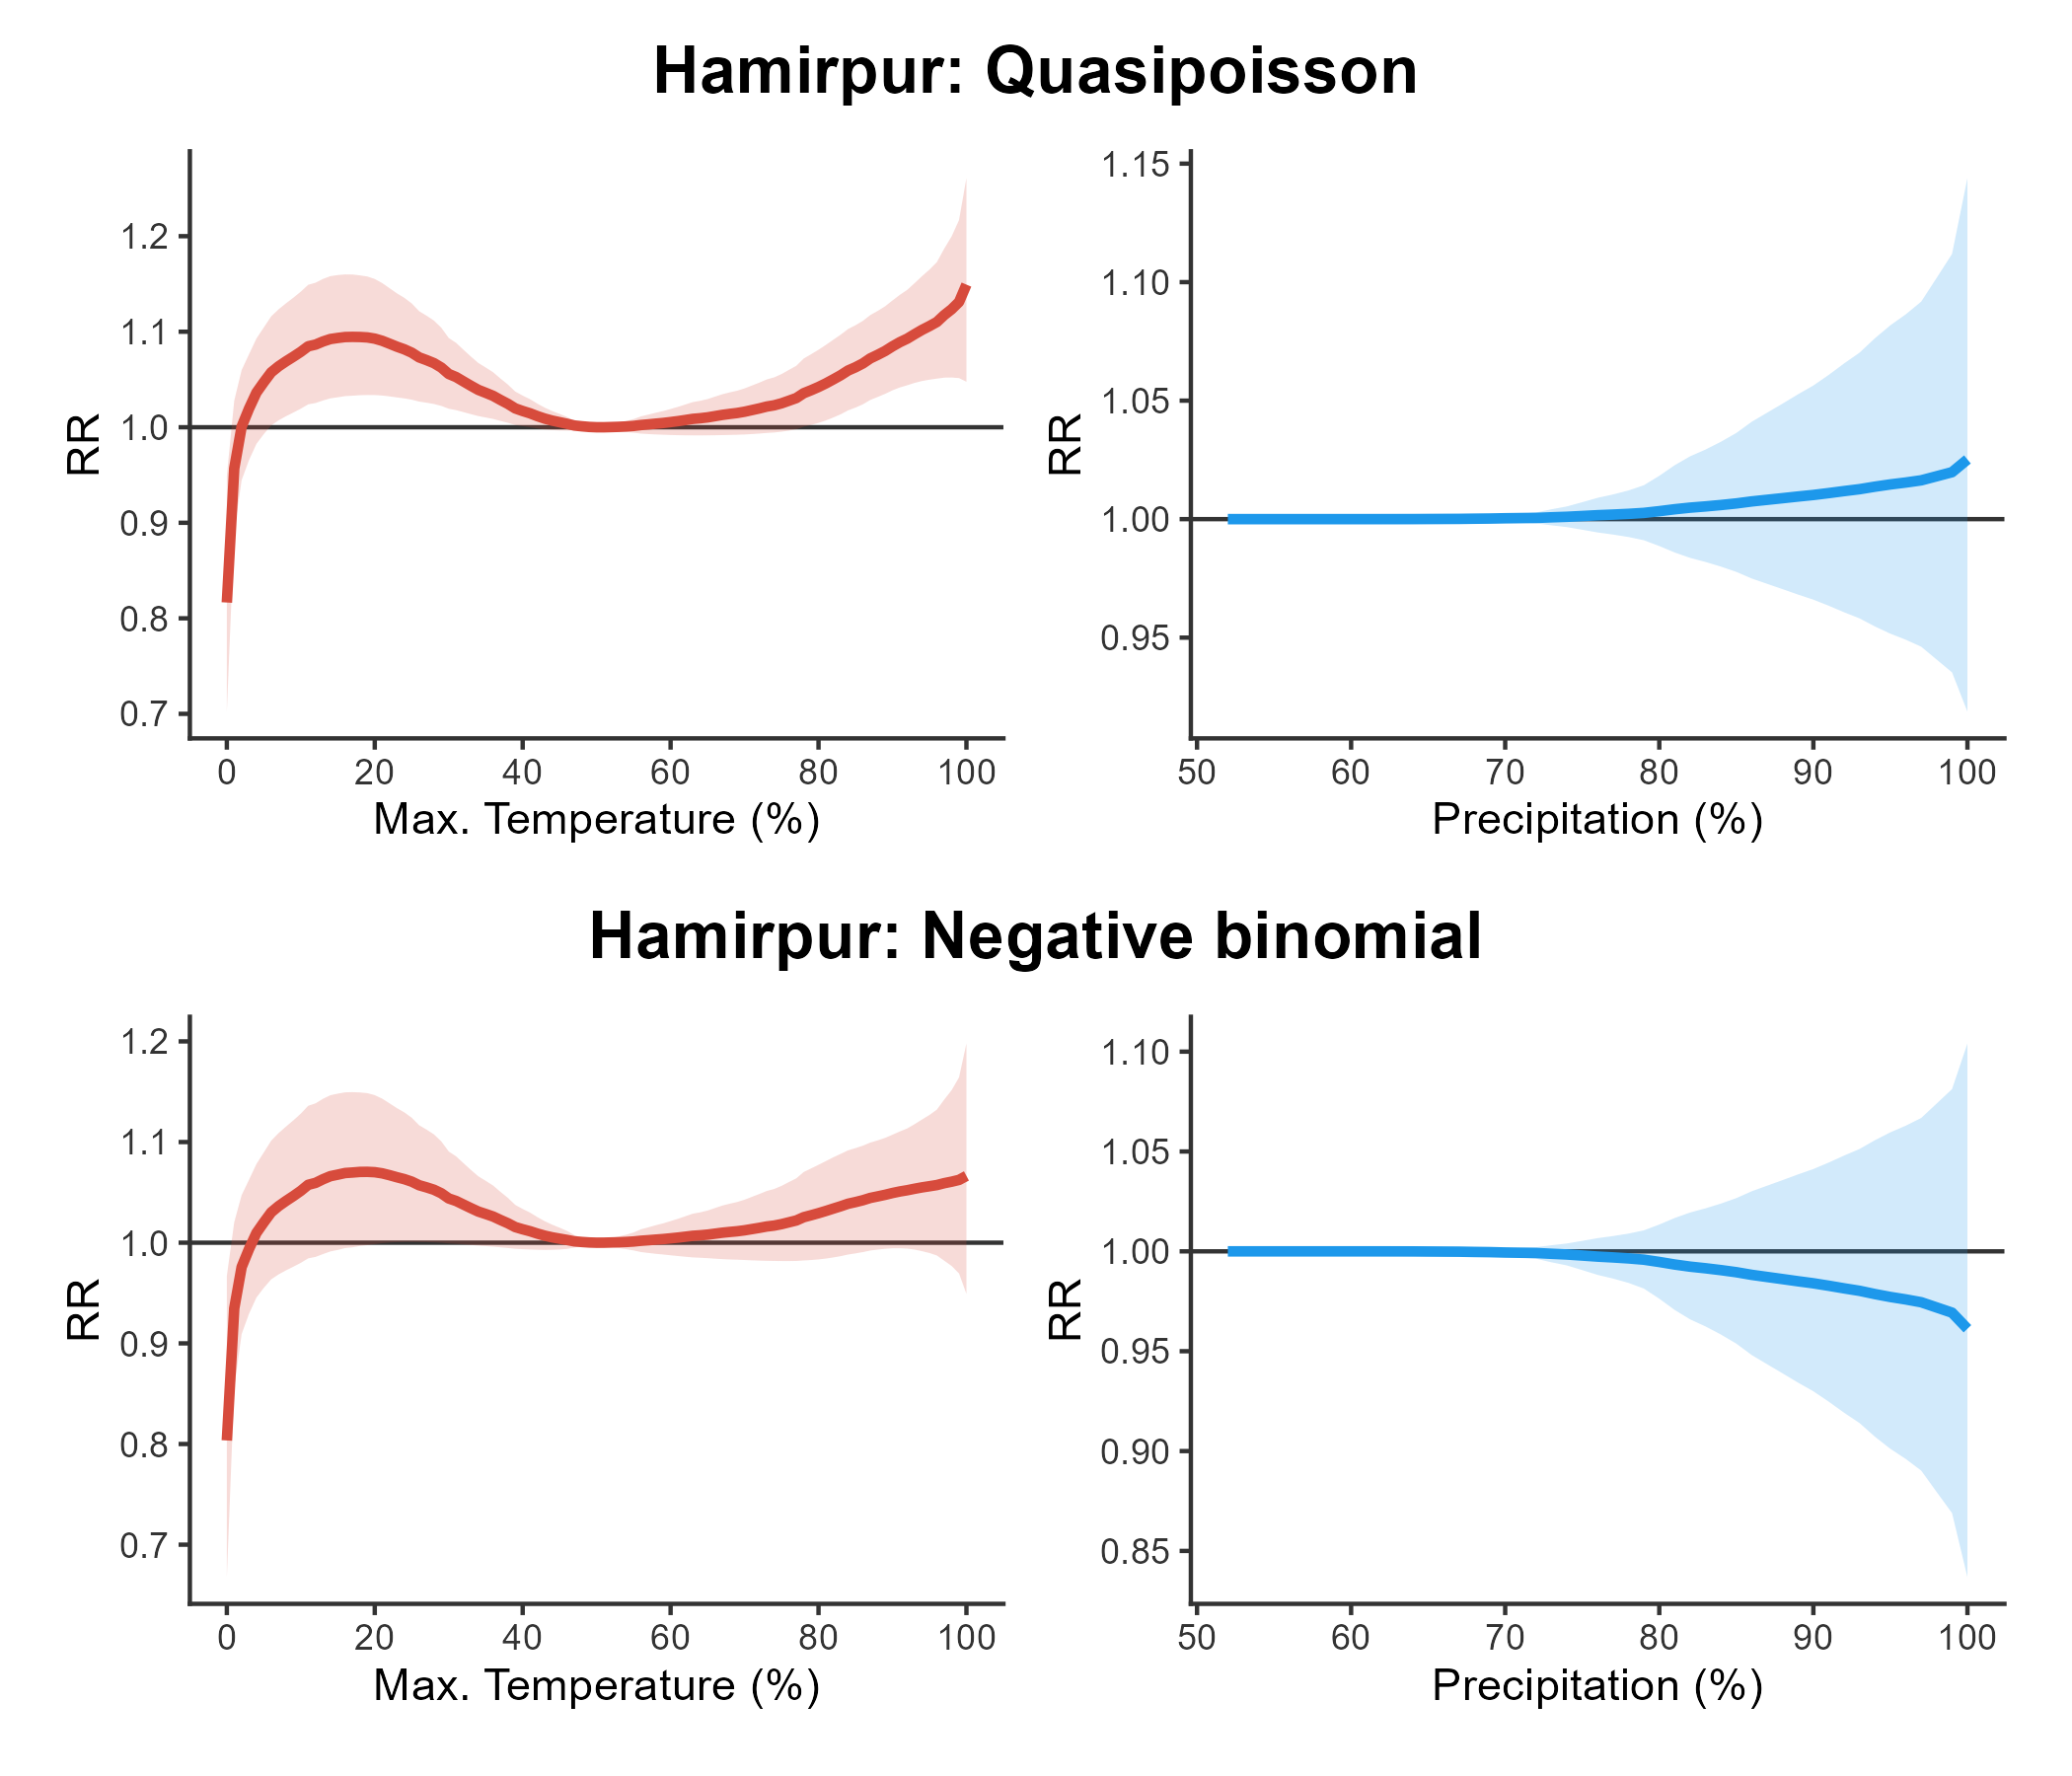 Hamirpur: Quasipoisson
RR
1.2
1.1
1.0
0.9
0.8
0.7
0 20 40 60 80 100
Max. Temperature (%)
RR
1.15
1.10
1.05
1.00
0.95
50 60 70 80 90 100
Precipitation (%)
Hamirpur: Negative binomial
RR
1.2
1.1
1.0
0.9
0.8
0.7
0 20 40 60 80 100
Max. Temperature (%)
RR
1.10
1.05
1.00
0.95
0.90
0.85
50 60 70 80 90 100
Precipitation (%)